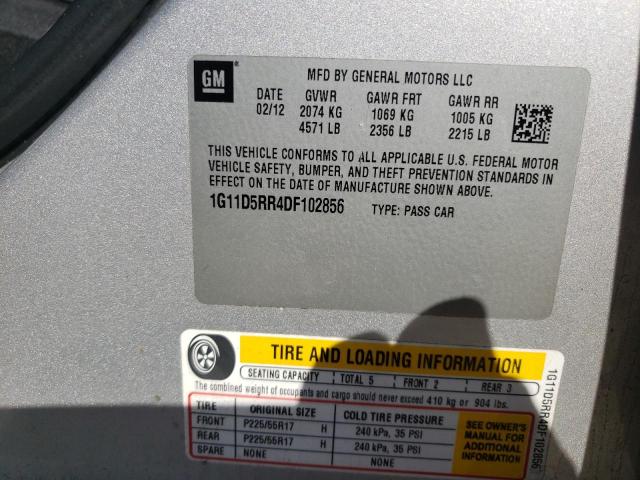 GM
MFD BY GENERAL MOTORS LLC
DATE GVWR GAWR FRT GAWR RR
02/12 2074 KG 1069 KG 1005 KG
4571 LB 2356 LB 2215 LB
THIS VEHICLE CONFORMS TO ALL APPLICABLE U.S. FEDERAL MOTOR
VEHICLE SAFETY, BUMPER, AND THEFT PREVENTION STANDARDS IN
EFFECT ON THE DATE OF MANUFACTURE SHOWN ABOVE.
1G11D5RR4DF102856 TYPE: PASS CAR
TIRE AND LOADING INFORMATION
SEATING CAPACITY TOTAL 5 FRONT 2 REAR 3
The combined weight of occupants and cargo should never exceed 410 kg or 904 lbs.
TIRE ORIGINAL SIZE COLD TIRE PRESSURE
FRONT P225/55R17 H 240 kPa, 35 PSI
REAR P225/55R17 H 240 kPa, 35 PSI
SPARE NONE NONE
SEE OWNER'S
MANUAL FOR
ADDITIONAL
INFORMATION
1G11D5RR4DF102856